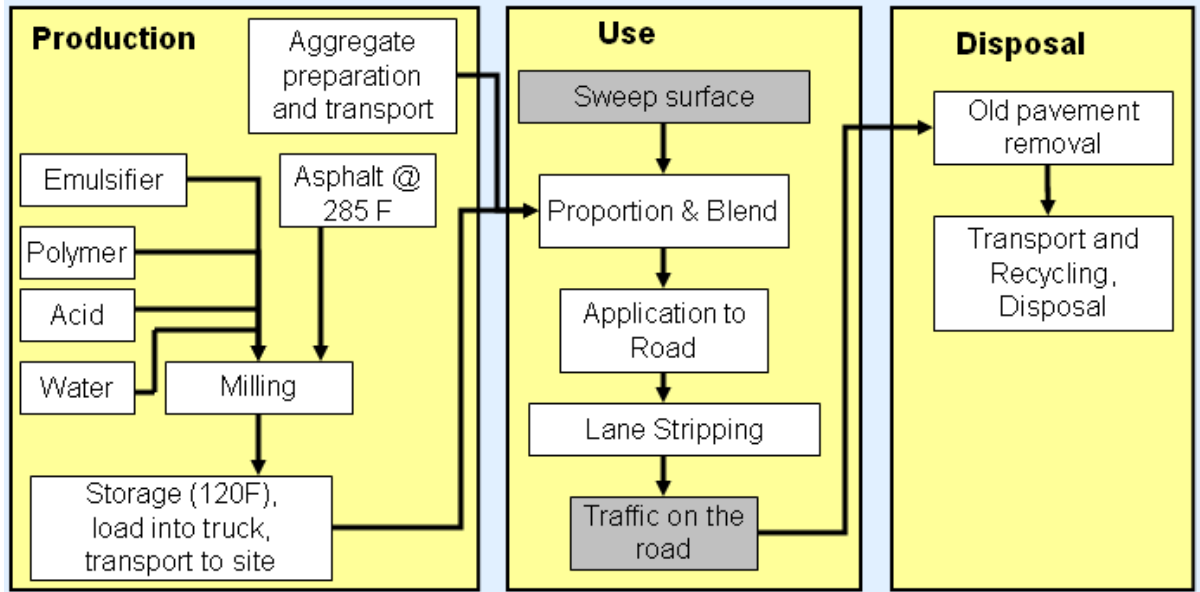 Production
Aggregate
preparation
and transport
Emulsifier
Asphalt @
285 F
Polymer
Acid
Water
Milling
Storage (120F),
load into truck,
transport to site
Use
Sweep surface
Proportion & Blend
Application to
Road
Lane Stripping
Traffic on the
road
Disposal
Old pavement
removal
Transport and
Recycling,
Disposal